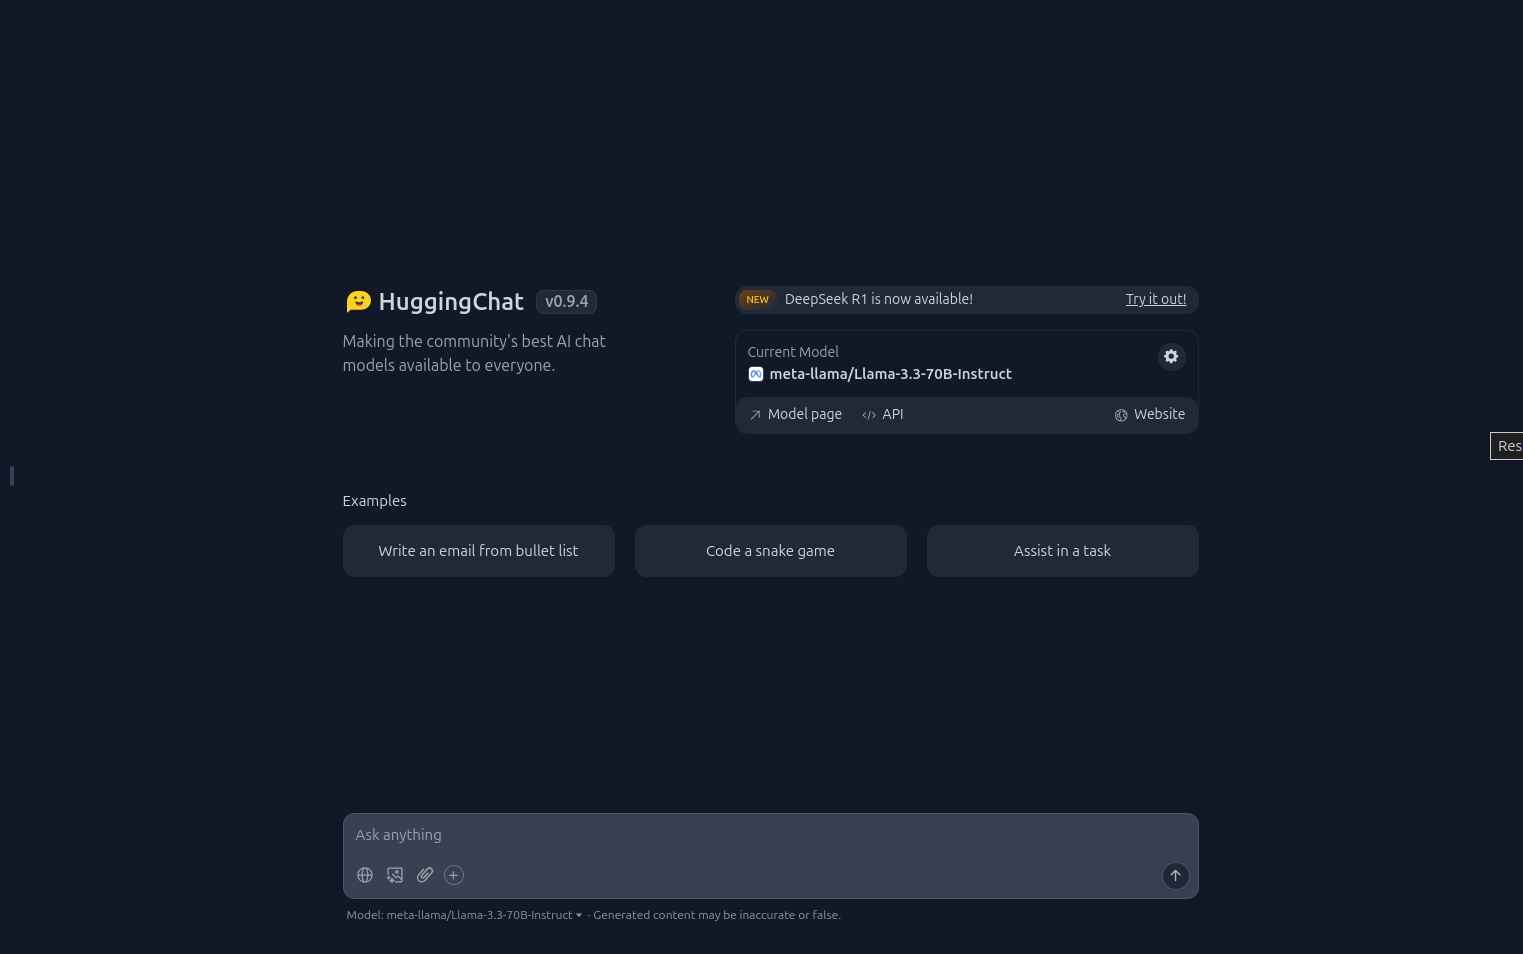 HuggingChat v0.9.4
Making the community's best AI chat
models available to everyone.
NEW DeepSeek R1 is now available! Try it out!
Current Model
meta-llama/Llama-3.3-70B-Instruct
Model page API Website
Res
Examples
Write an email from bullet list
Code a snake game
Assist in a task
Ask anything
Model: meta-llama/Llama-3.3-70B-Instruct · Generated content may be inaccurate or false.